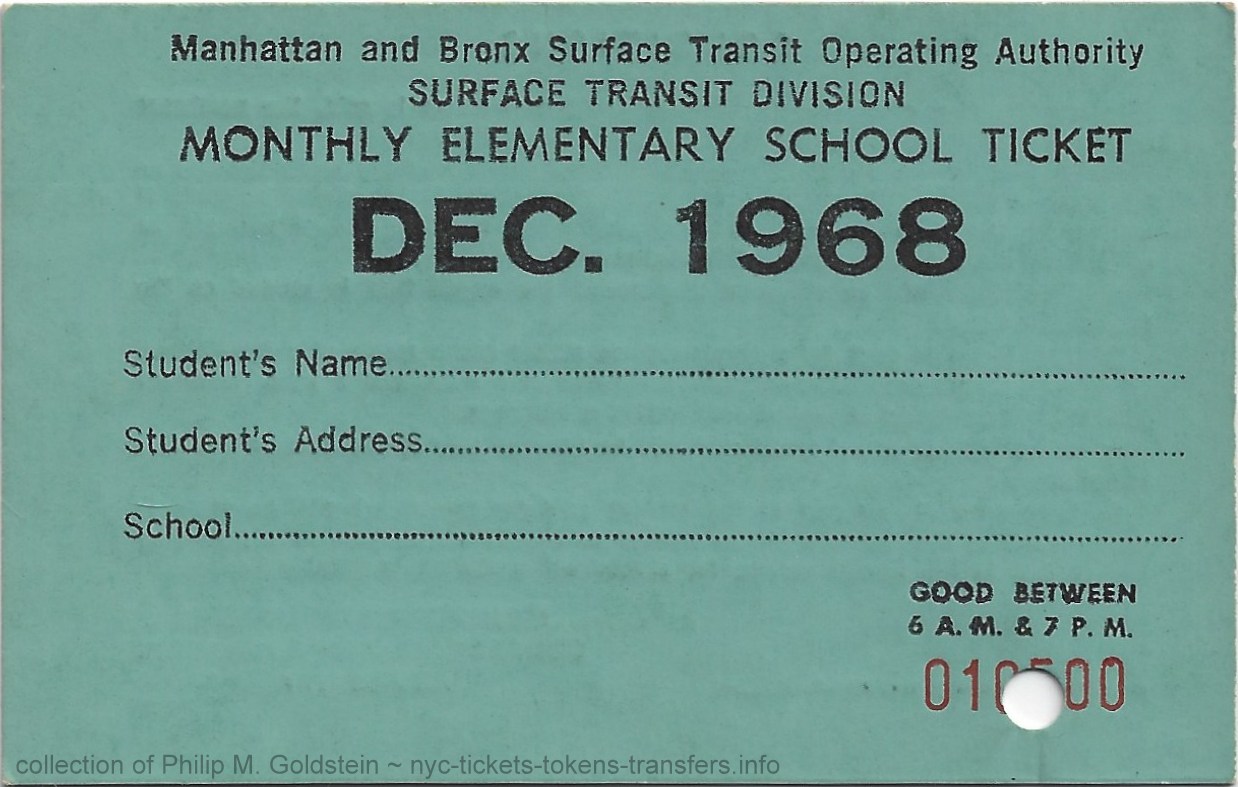 Manhattan and Bronx Surface Transit Operating Authority
SURFACE TRANSIT DIVISION
MONTHLY ELEMENTARY SCHOOL TICKET
DEC. 1968
Student's Name
Student's Address
School
GOOD BETWEEN
6 A. M. & 7 P. M.
collection of Philip M. Goldstein ~ nyc-tickets-tokens-transfers.info